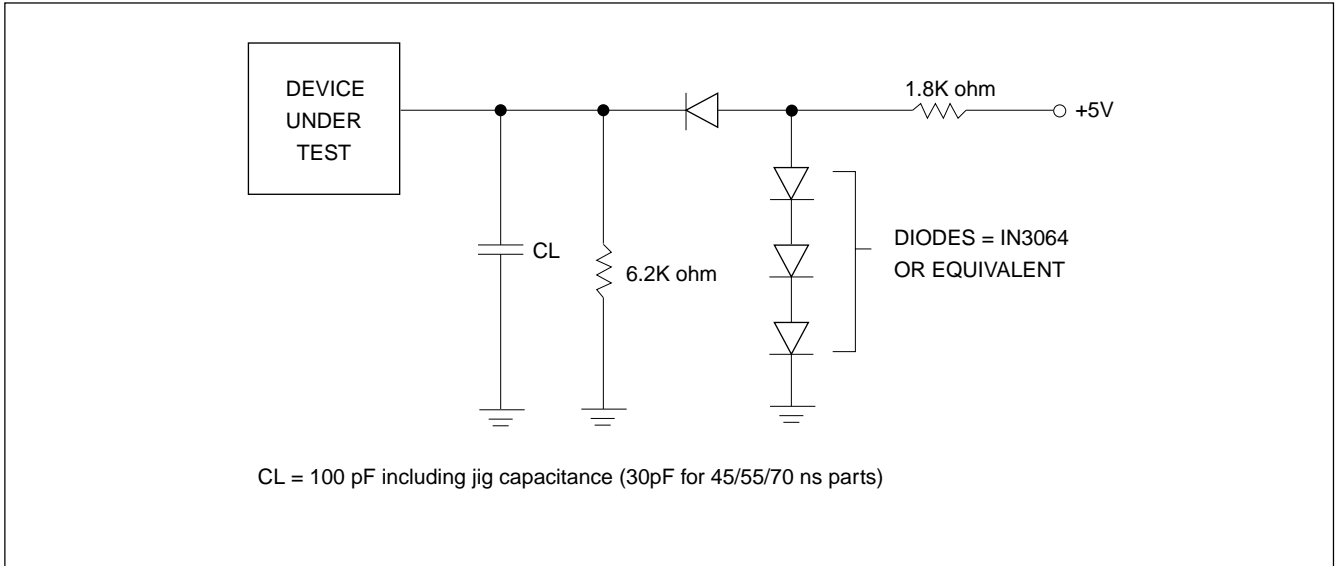 DEVICE
UNDER
TEST
1.8K ohm
+5V
CL
6.2K ohm
DIODES = IN3064
OR EQUIVALENT
CL = 100 pF including jig capacitance (30pF for 45/55/70 ns parts)